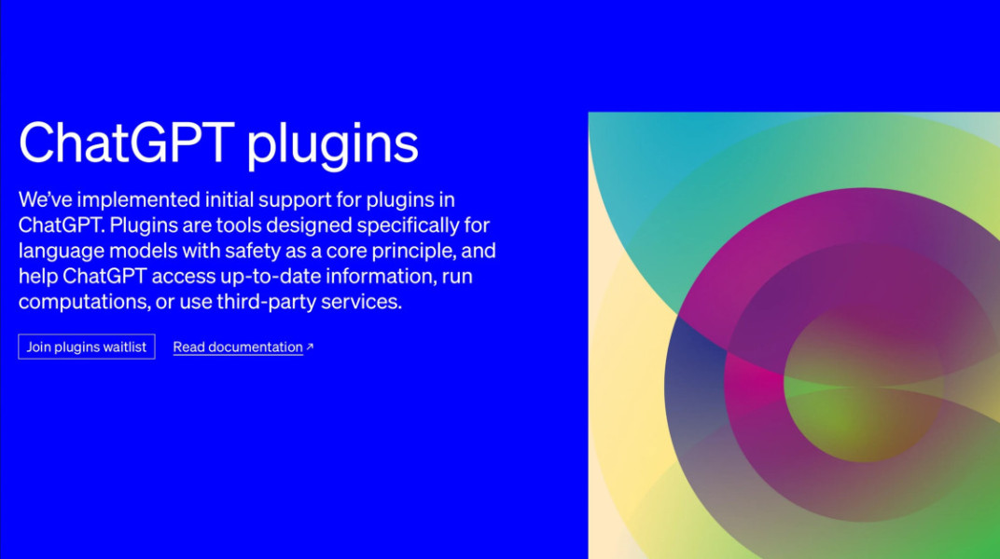 ChatGPT plugins
We’ve implemented initial support for plugins in
ChatGPT. Plugins are tools designed specifically for
language models with safety as a core principle, and
help ChatGPT access up-to-date information, run
computations, or use third-party services.
Join plugins waitlist Read documentation ↗